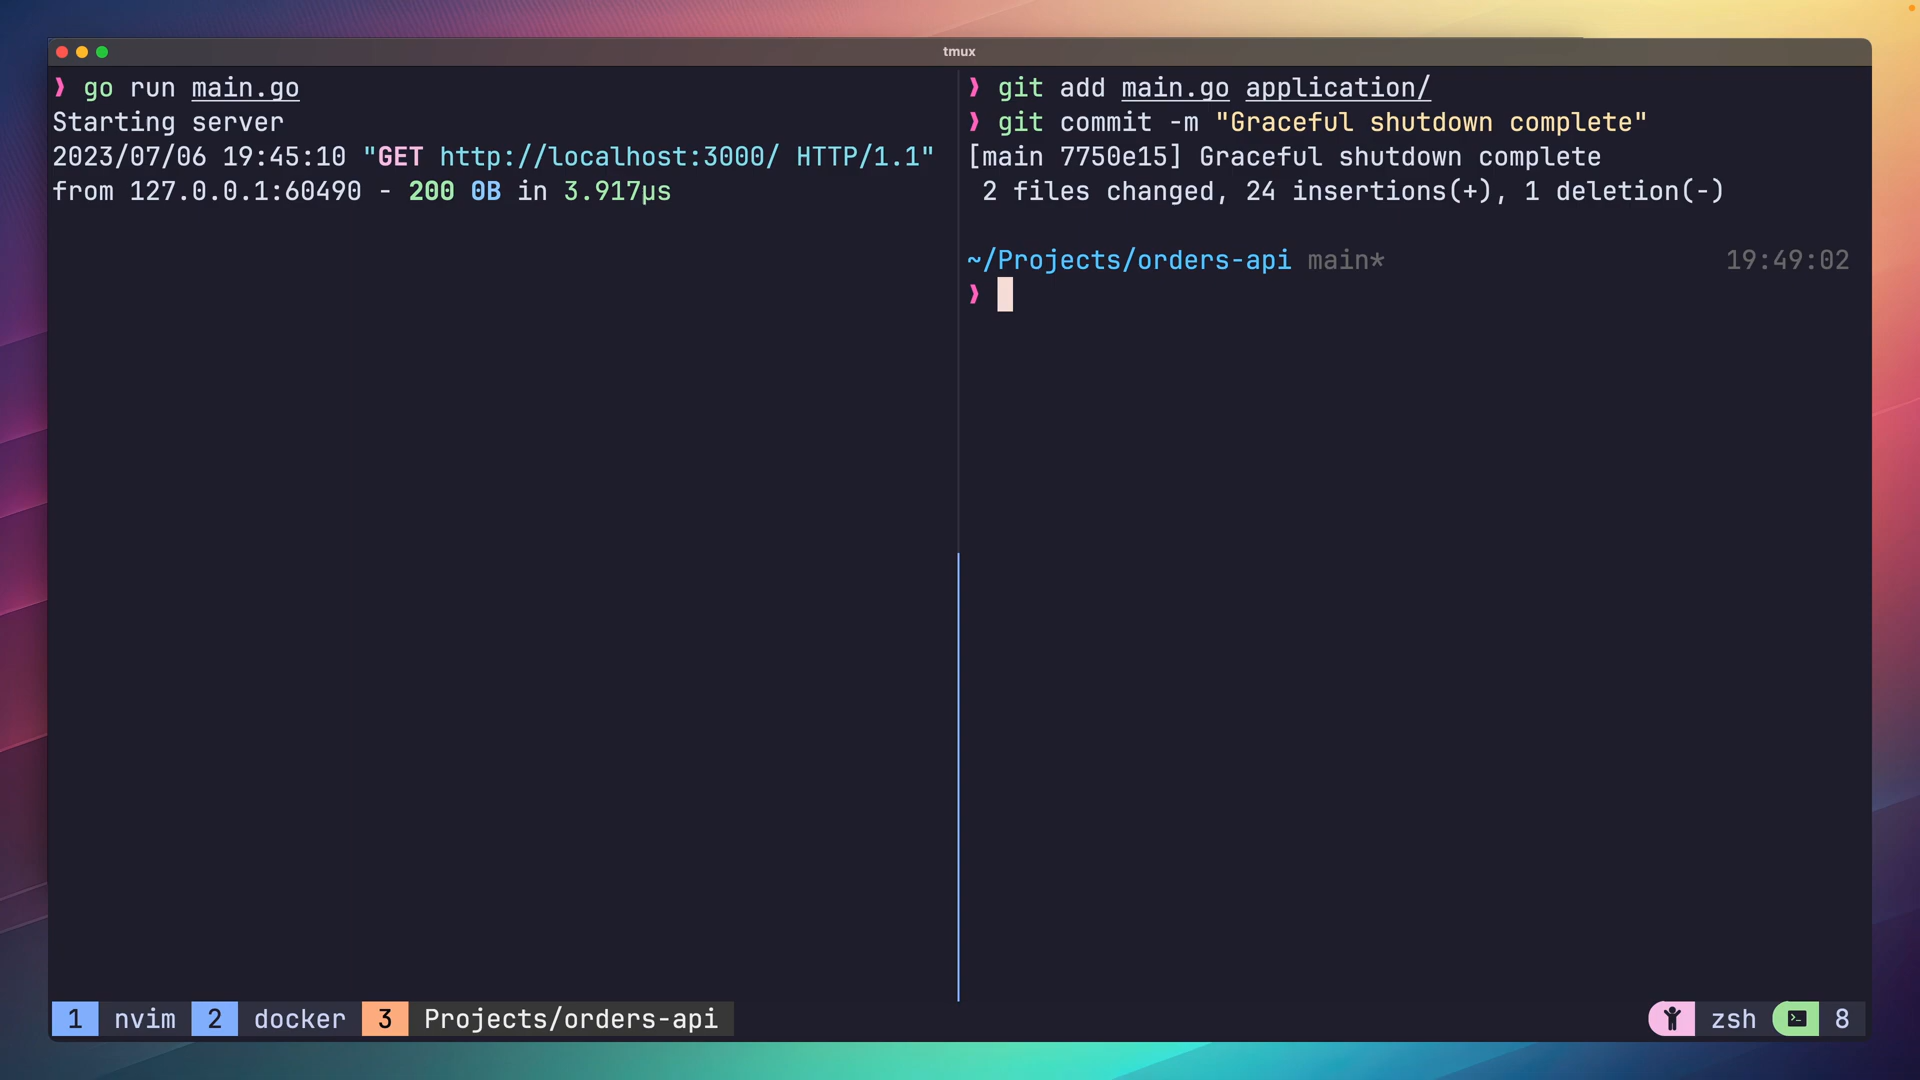 tmux
❯ go run main.go
Starting server
2023/07/06 19:45:10 "GET http://localhost:3000/ HTTP/1.1"
from 127.0.0.1:60490 - 200 0B in 3.917µs
❯ git add main.go application/
❯ git commit -m "Graceful shutdown complete"
[main 7750e15] Graceful shutdown complete
2 files changed, 24 insertions(+), 1 deletion(-)
~/Projects/orders-api main* 19:49:02
❯
1 nvim 2 docker 3 Projects/orders-api zsh 8